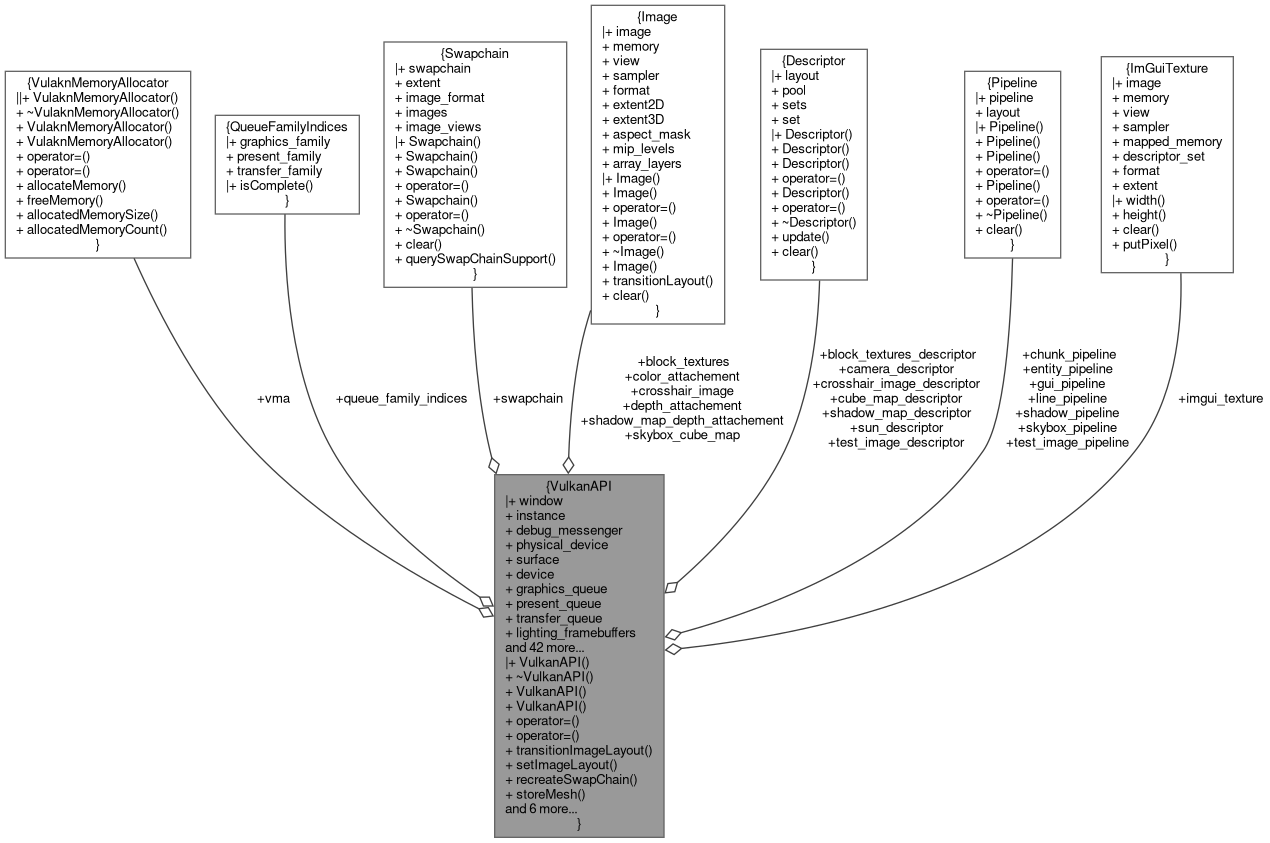 {VulaknMemoryAllocator
||+ VulaknMemoryAllocator()
+ ~VulaknMemoryAllocator()
+ VulaknMemoryAllocator()
+ VulaknMemoryAllocator()
+ operator=()
+ operator=()
+ allocateMemory()
+ freeMemory()
+ allocatedMemorySize()
+ allocatedMemoryCount()
}
{QueueFamilyIndices
|+ graphics_family
+ present_family
+ transfer_family
|+ isComplete()
}
{Swapchain
|+ swapchain
+ extent
+ image_format
+ images
+ image_views
|+ Swapchain()
+ Swapchain()
+ Swapchain()
+ operator=()
+ Swapchain()
+ operator=()
+ ~Swapchain()
+ clear()
+ querySwapChainSupport()
}
{Image
|+ image
+ memory
+ view
+ sampler
+ format
+ extent2D
+ extent3D
+ aspect_mask
+ mip_levels
+ array_layers
|+ Image()
+ Image()
+ operator=()
+ Image()
+ operator=()
+ ~Image()
+ Image()
+ transitionLayout()
+ clear()
}
{Descriptor
|+ layout
+ pool
+ sets
+ set
|+ Descriptor()
+ Descriptor()
+ Descriptor()
+ operator=()
+ Descriptor()
+ operator=()
+ ~Descriptor()
+ update()
+ clear()
}
{Pipeline
|+ pipeline
+ layout
|+ Pipeline()
+ Pipeline()
+ Pipeline()
+ operator=()
+ Pipeline()
+ operator=()
+ ~Pipeline()
+ clear()
}
{ImGuiTexture
|+ image
+ memory
+ view
+ sampler
+ mapped_memory
+ descriptor_set
+ format
+ extent
|+ width()
+ height()
+ clear()
+ putPixel()
}
+vma
+queue_family_indices
+swapchain
+block_textures
+color_attachement
+crosshair_image
+depth_attachement
+shadow_map_depth_attachement
+skybox_cube_map
+block_textures_descriptor
+camera_descriptor
+crosshair_image_descriptor
+cube_map_descriptor
+shadow_map_descriptor
+sun_descriptor
+test_image_descriptor
+chunk_pipeline
+entity_pipeline
+gui_pipeline
+line_pipeline
+shadow_pipeline
+skybox_pipeline
+test_image_pipeline
+imgui_texture
{VulkanAPI
|+ window
+ instance
+ debug_messenger
+ physical_device
+ surface
+ device
+ graphics_queue
+ present_queue
+ transfer_queue
+ lighting_framebuffers
and 42 more...
|+ VulkanAPI()
+ ~VulkanAPI()
+ VulkanAPI()
+ VulkanAPI()
+ operator=()
+ operator=()
+ transitionImageLayout()
+ setImageLayout()
+ recreateSwapChain()
+ storeMesh()
and 6 more...
}